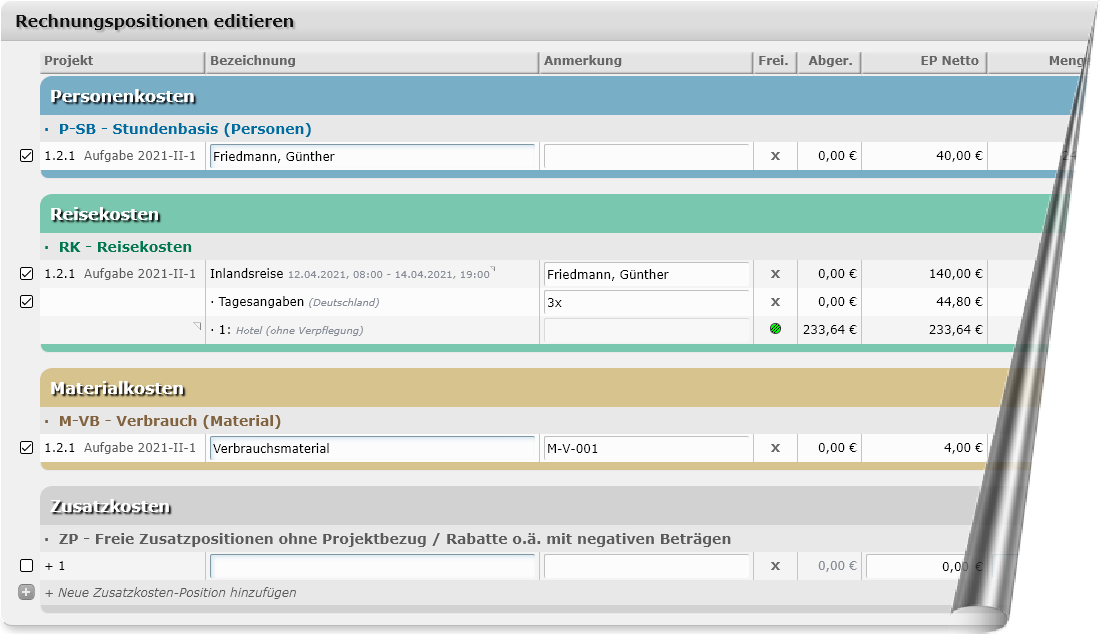 Rechnungspositionen editieren
Projekt Bezeichnung Anmerkung Frei. Abger. EP Netto Meng
Personenkosten
· P-SB - Stundenbasis (Personen)
1.2.1 Aufgabe 2021-II-1 Friedmann, Günther x 0,00 € 40,00 € 24
Reisekosten
· RK - Reisekosten
1.2.1 Aufgabe 2021-II-1 Inlandsreise 12.04.2021, 08:00 - 14.04.2021, 19:00 Friedmann, Günther x 0,00 € 140,00 €
· Tagesangaben (Deutschland) 3x x 0,00 € 44,80 €
· 1: Hotel (ohne Verpflegung) 233,64 € 233,64 €
Materialkosten
· M-VB - Verbrauch (Material)
1.2.1 Aufgabe 2021-II-1 Verbrauchsmaterial M-V-001 x 0,00 € 4,00 €
Zusatzkosten
· ZP - Freie Zusatzpositionen ohne Projektbezug / Rabatte o.ä. mit negativen Beträgen
+ 1 x 0,00 € 0,00 €
+ Neue Zusatzkosten-Position hinzufügen